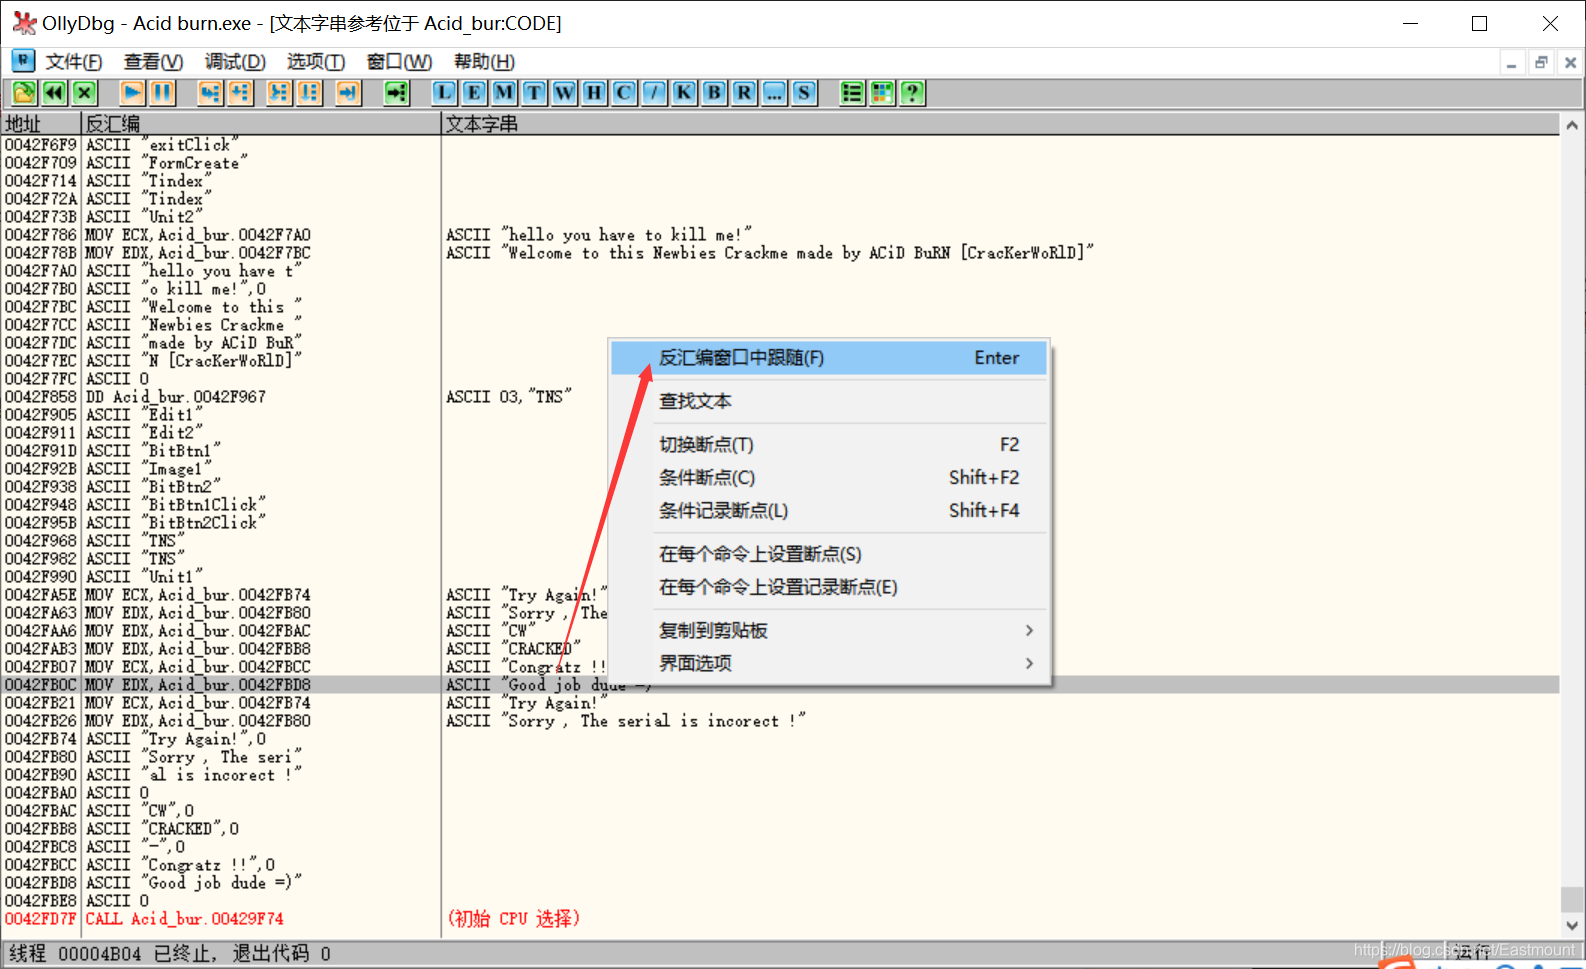 OllyDbg - Acid burn.exe - [文本字串参考位于 Acid_bur:CODE]
文件(F) 查看(V) 调试(D) 选项(T) 窗口(W) 帮助(H)
L E M T W H C / K B R ... S ?
地址 反汇编 文本字串
0042F6F9 ASCII "exitClick"
0042F709 ASCII "FormCreate"
0042F714 ASCII "Tindex"
0042F72A ASCII "Tindex"
0042F73B ASCII "Unit2"
0042F786 MOV ECX,Acid_bur.0042F7A0 ASCII "hello you have to kill me!"
0042F78B MOV EDX,Acid_bur.0042F7BC ASCII "Welcome to this Newbies Crackme made by ACiD BuRN [CracKerWoRlD]"
0042F7A0 ASCII "hello you have t"
0042F7B0 ASCII "o kill me!",0
0042F7BC ASCII "Welcome to this "
0042F7CC ASCII "Newbies Crackme "
0042F7DC ASCII "made by ACiD BuR"
0042F7EC ASCII "N [CracKerWoRlD]"
0042F7FC ASCII 0
0042F858 DD Acid_bur.0042F967 ASCII 03,"TNS"
0042F905 ASCII "Edit1"
0042F911 ASCII "Edit2"
0042F91D ASCII "BitBtn1"
0042F92B ASCII "Image1"
0042F938 ASCII "BitBtn2"
0042F948 ASCII "BitBtn1Click"
0042F95B ASCII "BitBtn2Click"
0042F968 ASCII "TNS"
0042F982 ASCII "TNS"
0042F990 ASCII "Unit1"
0042FA5E MOV ECX,Acid_bur.0042FB74 ASCII "Try Again!"
0042FA63 MOV EDX,Acid_bur.0042FB80 ASCII "Sorry , The
0042FAA6 MOV EDX,Acid_bur.0042FBAC ASCII "CW"
0042FAB3 MOV EDX,Acid_bur.0042FBB8 ASCII "CRACKED"
0042FB07 MOV ECX,Acid_bur.0042FBCC ASCII "Congratz !!
0042FB0C MOV EDX,Acid_bur.0042FBD8 ASCII "Good job dude =)
0042FB21 MOV ECX,Acid_bur.0042FB74 ASCII "Try Again!"
0042FB26 MOV EDX,Acid_bur.0042FB80 ASCII "Sorry , The serial is incorect !"
0042FB74 ASCII "Try Again!",0
0042FB80 ASCII "Sorry , The seri"
0042FB90 ASCII "al is incorect !"
0042FBA0 ASCII 0
0042FBAC ASCII "CW",0
0042FBB8 ASCII "CRACKED",0
0042FBC8 ASCII "-",0
0042FBCC ASCII "Congratz !!",0
0042FBD8 ASCII "Good job dude =)"
0042FBE8 ASCII 0
0042FD7F CALL Acid_bur.00429F74 (初始 CPU 选择)
反汇编窗口中跟随(F) Enter
查找文本
切换断点(T) F2
条件断点(C) Shift+F2
条件记录断点(L) Shift+F4
在每个命令上设置断点(S)
在每个命令上设置记录断点(E)
复制到剪贴板
界面选项
线程 00004B04 已终止, 退出代码 0
运行
https://blog.csdn.net/Eastmount